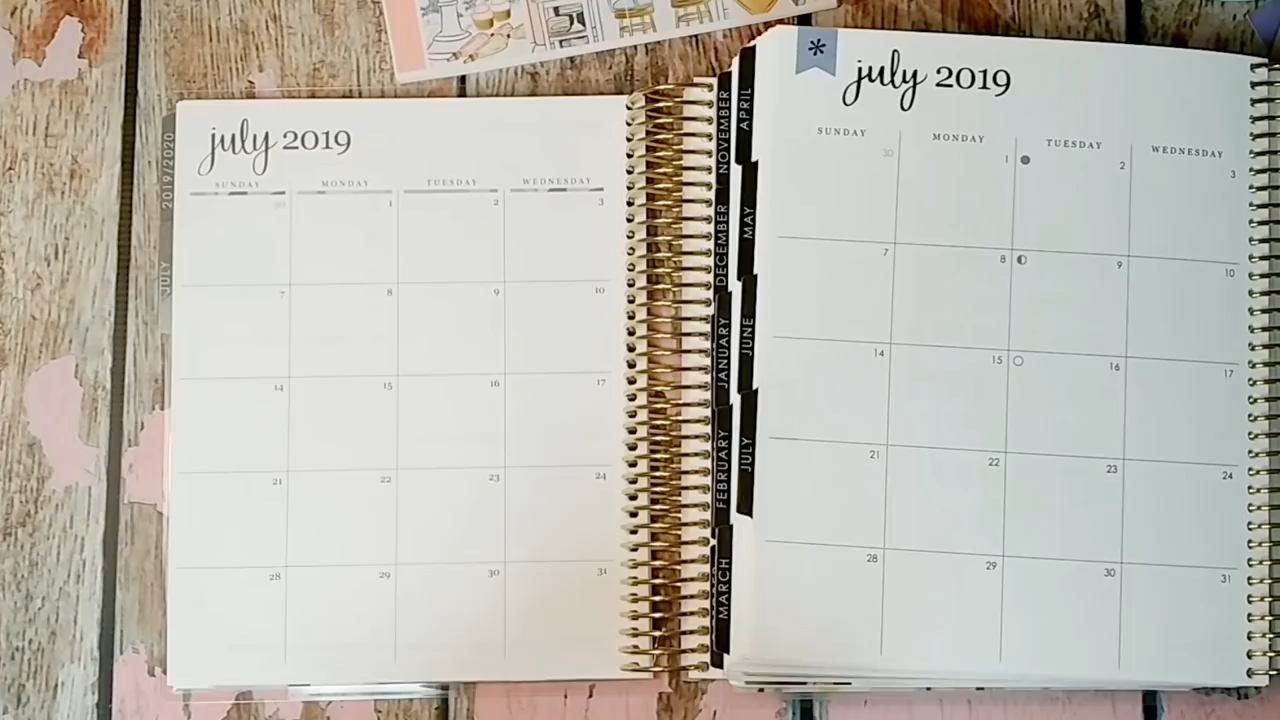 july 2019
SUNDAY MONDAY TUESDAY WEDNESDAY
30 1 2 3
7 8 9 10
14 15 16 17
21 22 23 24
28 29 30 31
2019/2020
JULY
NOVEMBER
DECEMBER
JANUARY
FEBRUARY
MARCH
APRIL
MAY
JUNE
JULY
*
july 2019
SUNDAY MONDAY TUESDAY WEDNESDAY
30 1 2 3
7 8 9 10
14 15 16 17
21 22 23 24
28 29 30 31